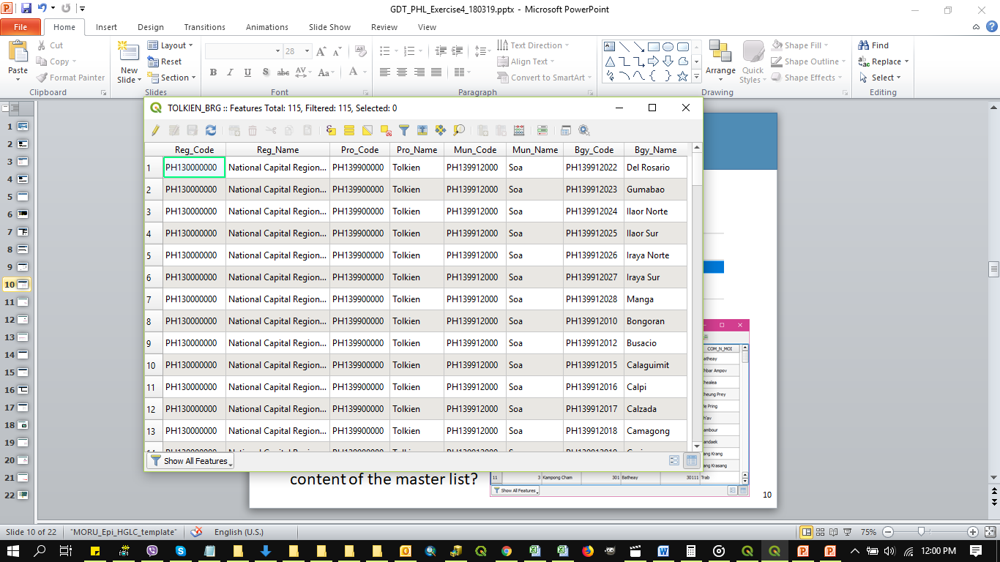 GDT_PHL_Exercise4_180319.pptx - Microsoft PowerPoint
File Home Insert Design Transitions Animations Slide Show Review View
Paste Cut Copy Format Painter
New Slide Layout Reset Section
28
B I U S abc AV Aa A
Text Direction
Align Text
Convert to SmartArt
Arrange Quick Styles Shape Fill Shape Outline Shape Effects
Find Replace Select
Clipboard Slides Font Paragraph Drawing Editing
TOLKIEN_BRG :: Features Total: 115, Filtered: 115, Selected: 0
Reg_Code Reg_Name Pro_Code Pro_Name Mun_Code Mun_Name Bgy_Code Bgy_Name
1 PH130000000 National Capital Region... PH139900000 Tolkien PH139912000 Soa PH139912022 Del Rosario
2 PH130000000 National Capital Region... PH139900000 Tolkien PH139912000 Soa PH139912023 Gumabao
3 PH130000000 National Capital Region... PH139900000 Tolkien PH139912000 Soa PH139912024 Ilaor Norte
4 PH130000000 National Capital Region... PH139900000 Tolkien PH139912000 Soa PH139912025 Ilaor Sur
5 PH130000000 National Capital Region... PH139900000 Tolkien PH139912000 Soa PH139912026 Iraya Norte
6 PH130000000 National Capital Region... PH139900000 Tolkien PH139912000 Soa PH139912027 Iraya Sur
7 PH130000000 National Capital Region... PH139900000 Tolkien PH139912000 Soa PH139912028 Manga
8 PH130000000 National Capital Region... PH139900000 Tolkien PH139912000 Soa PH139912010 Bongoran
9 PH130000000 National Capital Region... PH139900000 Tolkien PH139912000 Soa PH139912012 Busacio
10 PH130000000 National Capital Region... PH139900000 Tolkien PH139912000 Soa PH139912015 Calaguimit
11 PH130000000 National Capital Region... PH139900000 Tolkien PH139912000 Soa PH139912016 Calpi
12 PH130000000 National Capital Region... PH139900000 Tolkien PH139912000 Soa PH139912017 Calzada
13 PH130000000 National Capital Region... PH139900000 Tolkien PH139912000 Soa PH139912018 Camagong
Show All Features
1
2
3
4
5
6
7
8
9
10
11
12
13
14
15
16
17
18
19
20
21
22
COM_N_MOI
atheay
hbar Ampov
healea
heung Prey
e Pring
h'av
ambour
andaek
ang Krang
ang Krasang
11 3 Kampong Cham 301 Batheay 30111 Trab
Show All Features
content of the master list?
10
Slide 10 of 22 "MORU_Epi_HGLC_template" English (U.S.) 75%
12:00 PM